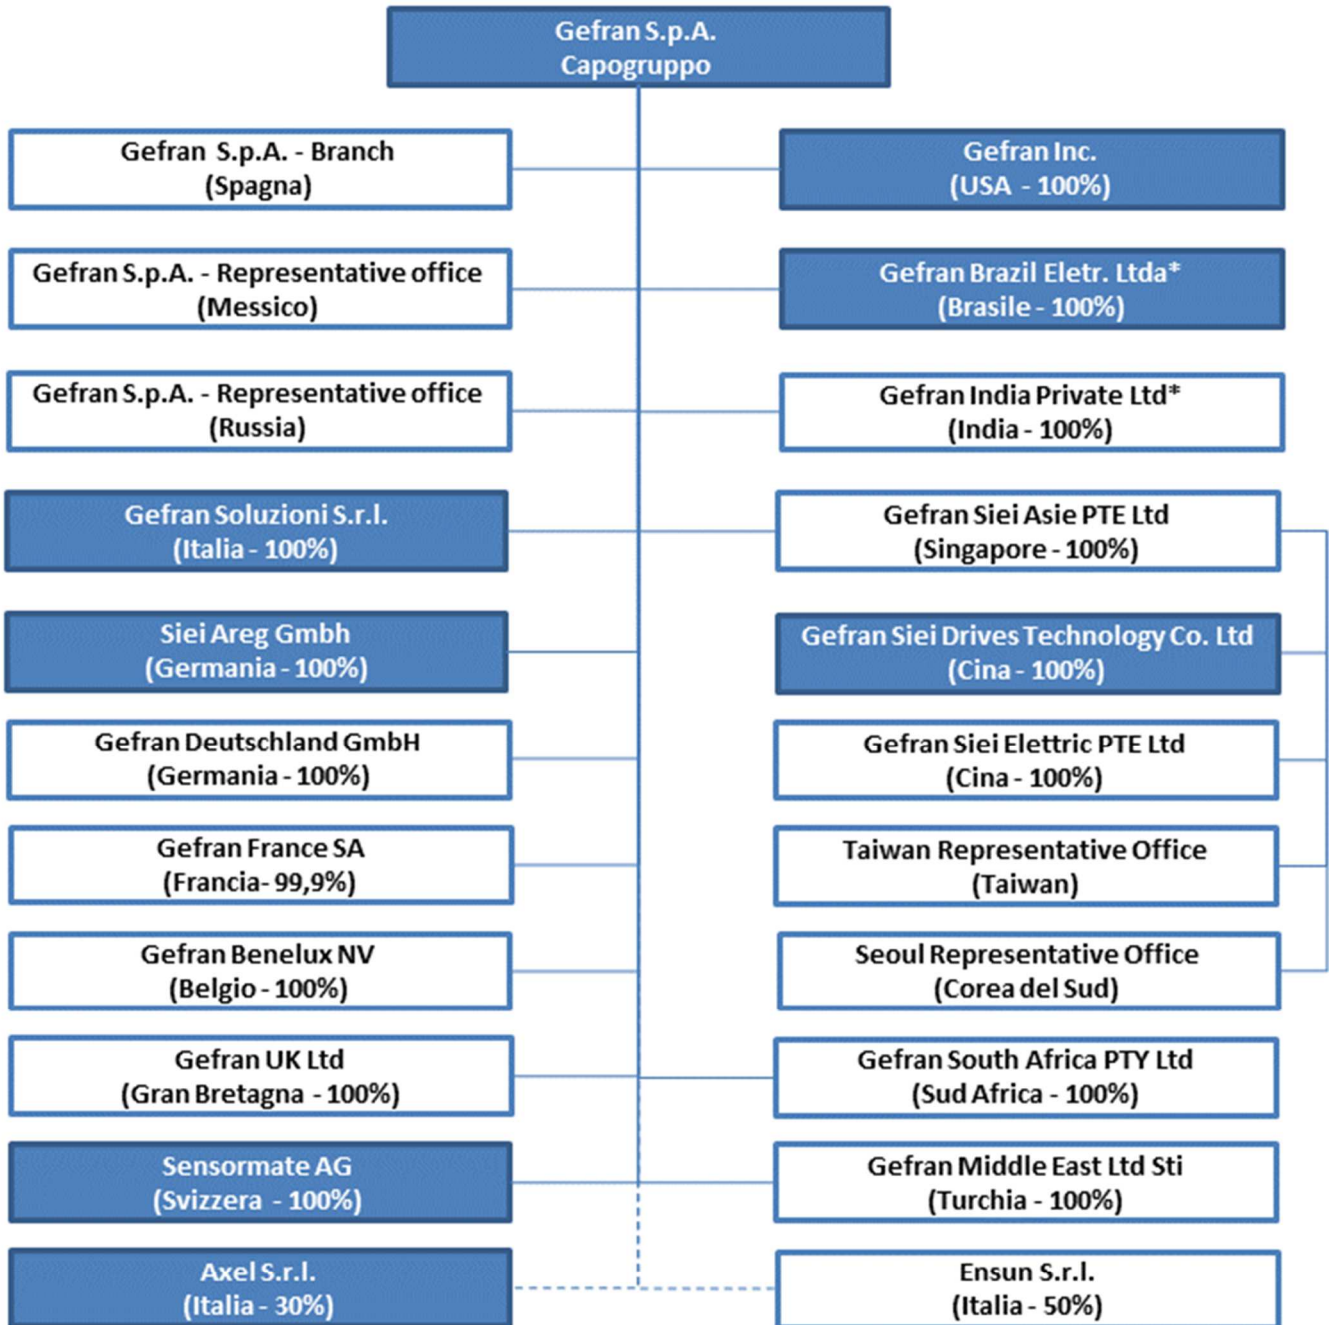 Gefran S.p.A.
Capogruppo
Gefran S.p.A. - Branch
(Spagna)
Gefran Inc.
(USA - 100%)
Gefran S.p.A. - Representative office
(Messico)
Gefran Brazil Eletr. Ltda*
(Brasile - 100%)
Gefran S.p.A. - Representative office
(Russia)
Gefran India Private Ltd*
(India - 100%)
Gefran Soluzioni S.r.l.
(Italia - 100%)
Gefran Siei Asie PTE Ltd
(Singapore - 100%)
Siei Areg Gmbh
(Germania - 100%)
Gefran Siei Drives Technology Co. Ltd
(Cina - 100%)
Gefran Deutschland GmbH
(Germania - 100%)
Gefran Siei Elettric PTE Ltd
(Cina - 100%)
Gefran France SA
(Francia- 99,9%)
Taiwan Representative Office
(Taiwan)
Gefran Benelux NV
(Belgio - 100%)
Seoul Representative Office
(Corea del Sud)
Gefran UK Ltd
(Gran Bretagna - 100%)
Gefran South Africa PTY Ltd
(Sud Africa - 100%)
Sensormate AG
(Svizzera - 100%)
Gefran Middle East Ltd Sti
(Turchia - 100%)
Axel S.r.l.
(Italia - 30%)
Ensun S.r.l.
(Italia - 50%)